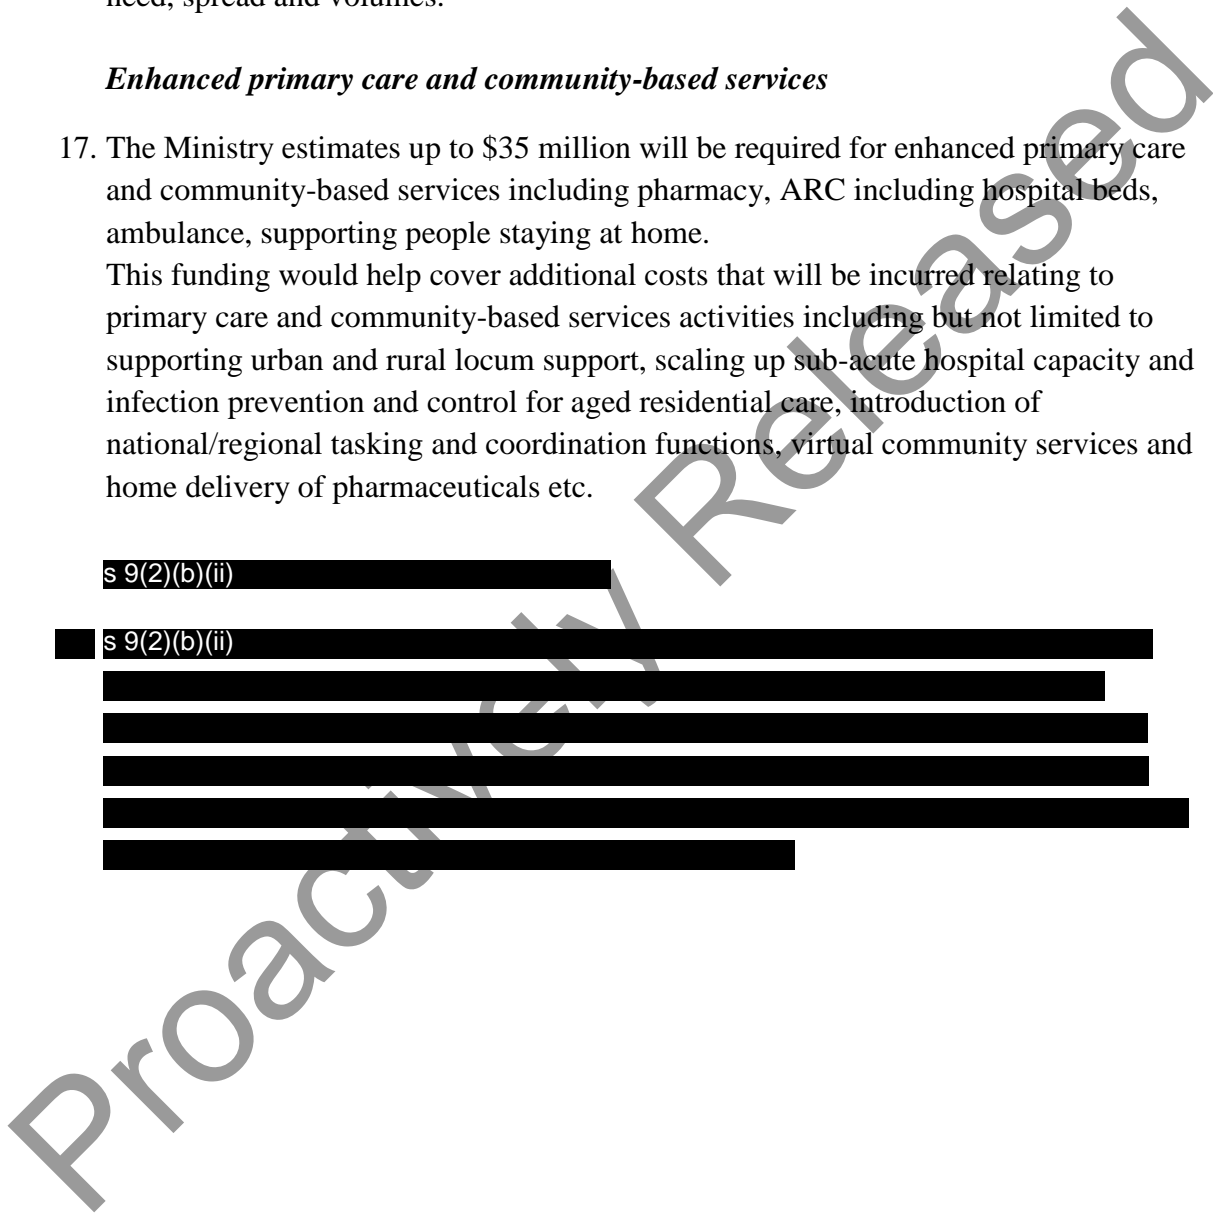 need, spread and volumes.
Enhanced primary care and community-based services
17. The Ministry estimates up to $35 million will be required for enhanced primary care
and community-based services including pharmacy, ARC including hospital beds,
ambulance, supporting people staying at home.
This funding would help cover additional costs that will be incurred relating to
primary care and community-based services activities including but not limited to
supporting urban and rural locum support, scaling up sub-acute hospital capacity and
infection prevention and control for aged residential care, introduction of
national/regional tasking and coordination functions, virtual community services and
home delivery of pharmaceuticals etc.
s 9(2)(b)(ii)
s 9(2)(b)(ii)
Proactively Released